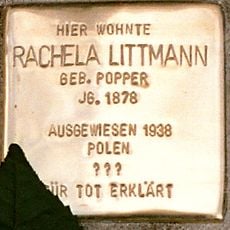 HIER WOHNTE
RACHELA LITTMANN
GEB. POPPER
JG. 1878
AUSGEWIESEN 1938
POLEN
???
FÜR TOT ERKLÄRT